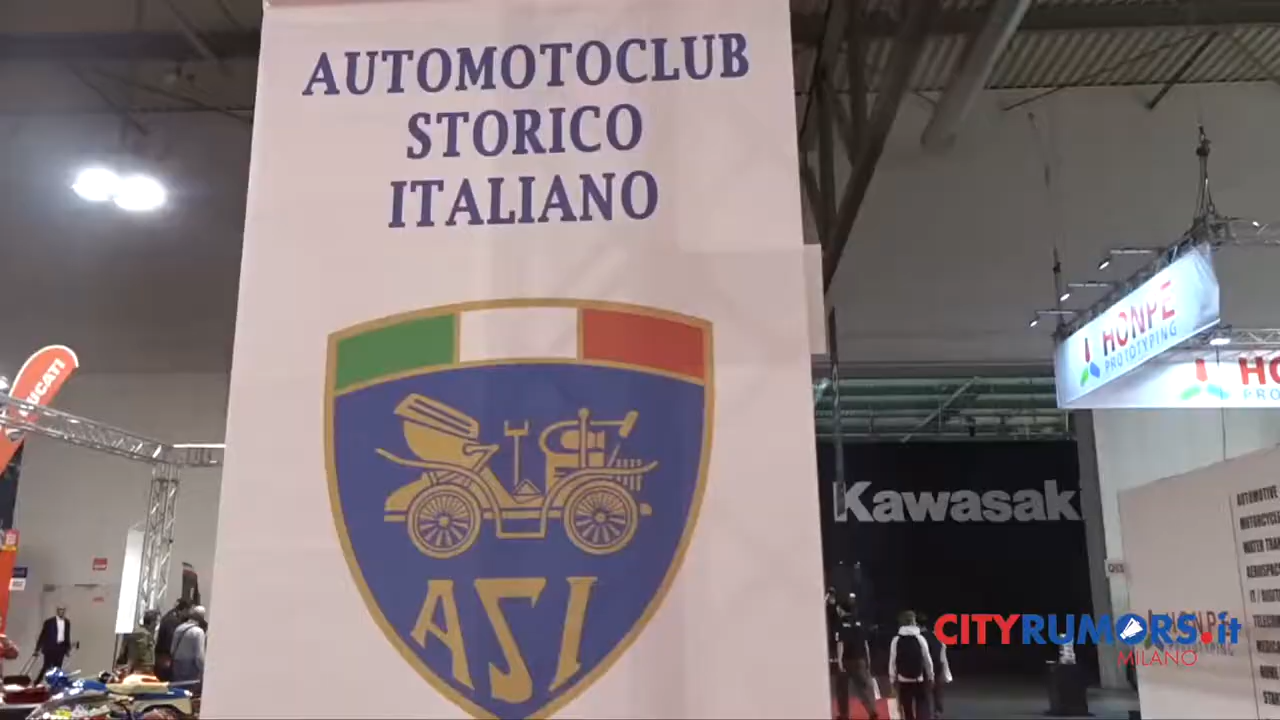 AUTOMOTOCLUB
STORICO
ITALIANO
ASI
DUCATI
HONPE
PROTOTYPING
Kawasaki
AUTOMOTIVE
CITYRUMORS.it
MILANO